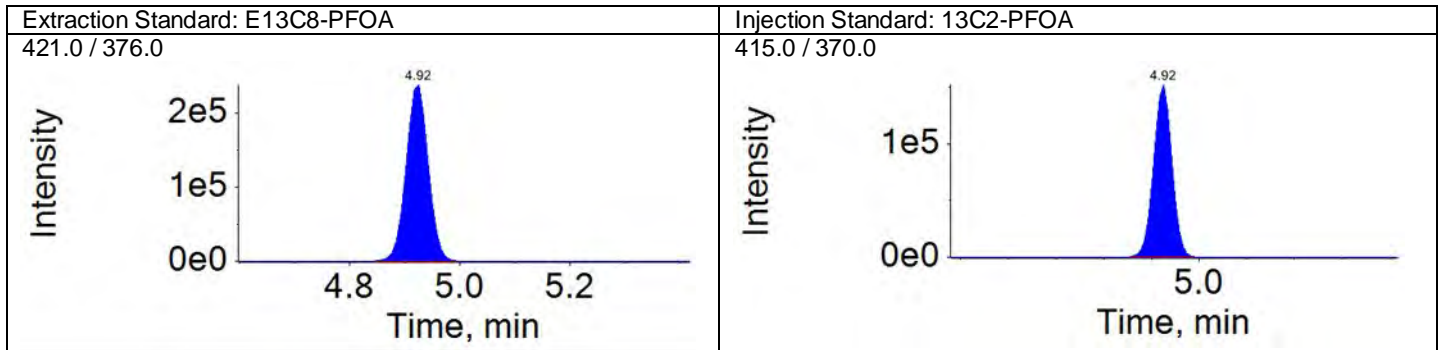 Extraction Standard: E13C8-PFOA
421.0 / 376.0
4.92
2e5
1e5
0e0
Intensity
4.8 5.0 5.2
Time, min
Injection Standard: 13C2-PFOA
415.0 / 370.0
4.92
1e5
0e0
Intensity
5.0
Time, min